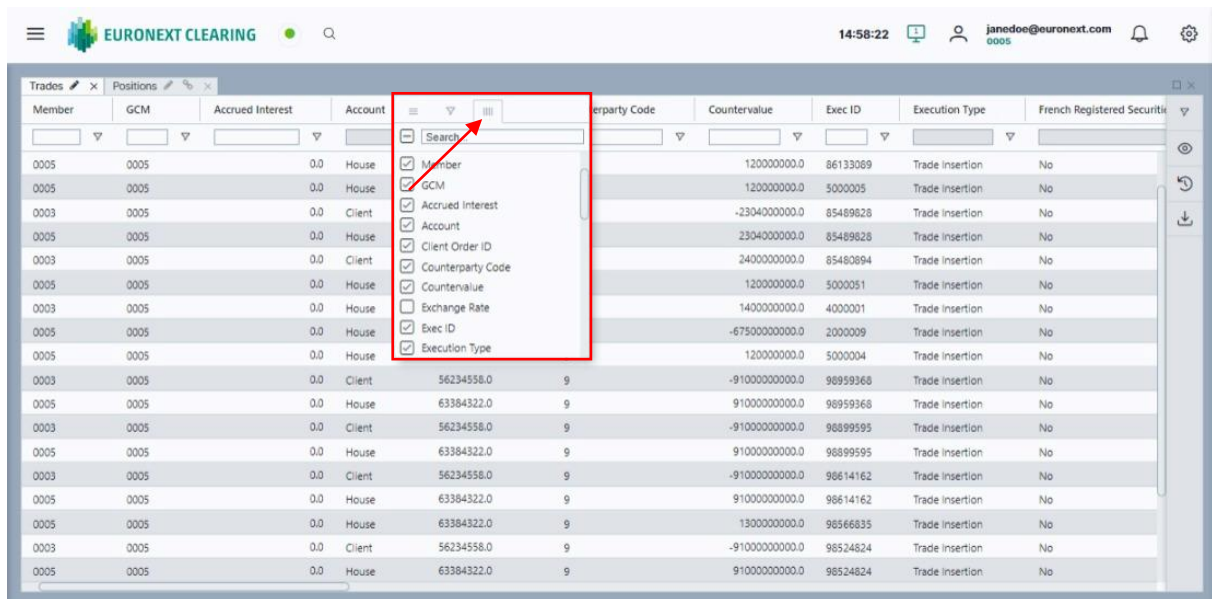 EURONEXT CLEARING 14:58:22 1 janedoe@euronext.com
0005
Trades Positions
Member GCM Accrued Interest Account erparty Code Countervalue Exec ID Execution Type French Registered Securitie
Search...
Member
GCM
Accrued Interest
Account
Client Order ID
Counterparty Code
Countervalue
Exchange Rate
Exec ID
Execution Type
0005 0005 0.0 House 120000000.0 86133089 Trade Insertion No
0005 0005 0.0 House 120000000.0 5000005 Trade Insertion No
0003 0005 0.0 Client -2304000000.0 85489828 Trade Insertion No
0005 0005 0.0 House 2304000000.0 85489828 Trade Insertion No
0003 0005 0.0 Client 2400000000.0 85480894 Trade Insertion No
0005 0005 0.0 House 120000000.0 5000051 Trade Insertion No
0003 0005 0.0 House 1400000000.0 4000001 Trade Insertion No
0005 0005 0.0 House -67500000000.0 2000009 Trade Insertion No
0005 0005 0.0 House 120000000.0 5000004 Trade Insertion No
0003 0005 0.0 Client 56234558.0 9 -91000000000.0 98959368 Trade Insertion No
0005 0005 0.0 House 63384322.0 9 91000000000.0 98959368 Trade Insertion No
0003 0005 0.0 Client 56234558.0 9 -91000000000.0 98899595 Trade Insertion No
0005 0005 0.0 House 63384322.0 9 91000000000.0 98899595 Trade Insertion No
0003 0005 0.0 Client 56234558.0 9 -91000000000.0 98614162 Trade Insertion No
0005 0005 0.0 House 63384322.0 9 91000000000.0 98614162 Trade Insertion No
0005 0005 0.0 House 63384322.0 9 1300000000.0 98566835 Trade Insertion No
0003 0005 0.0 Client 56234558.0 9 -91000000000.0 98524824 Trade Insertion No
0005 0005 0.0 House 63384322.0 9 91000000000.0 98524824 Trade Insertion No